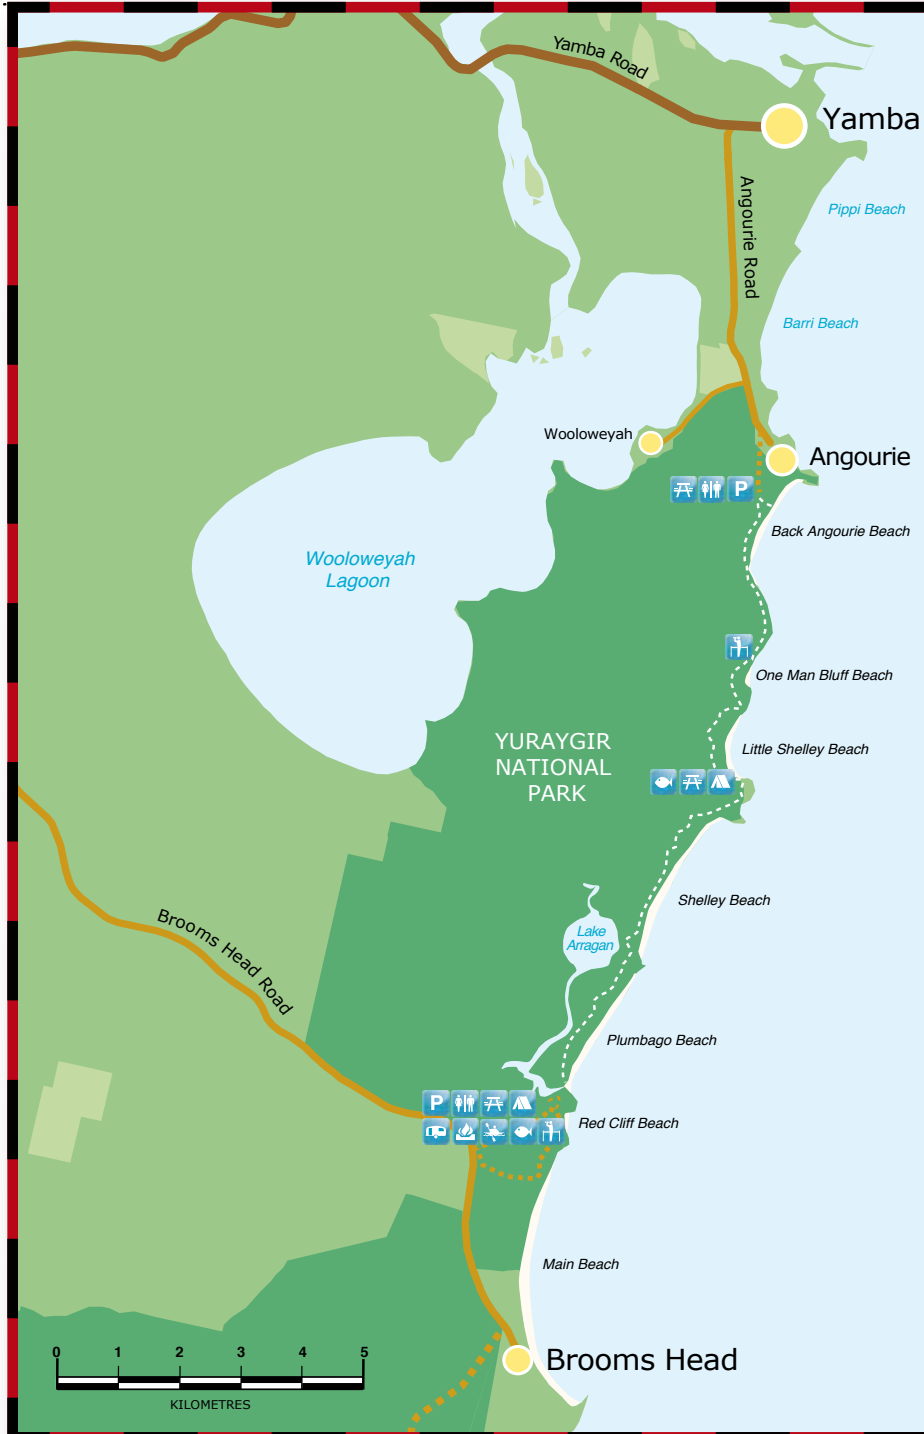 Yamba Road
Yamba
Angourie Road
Pippi Beach
Barri Beach
Wooloweyah
Angourie
P
Back Angourie Beach
Wooloweyah
Lagoon
One Man Bluff Beach
YURAYGIR
NATIONAL
PARK
Little Shelley Beach
Shelley Beach
Brooms Head Road
Lake
Arragan
Plumbago Beach
P
Red Cliff Beach
Main Beach
0 1 2 3 4 5
KILOMETRES
Brooms Head